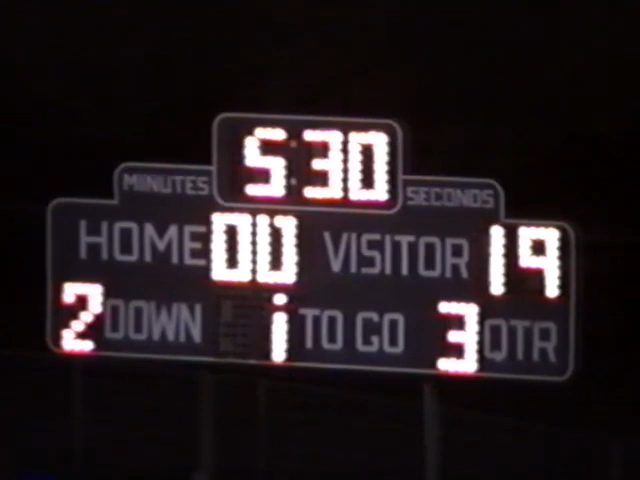 5:30
MINUTES SECONDS
HOME 00 VISITOR 19
2 DOWN 1 TO GO 3 QTR